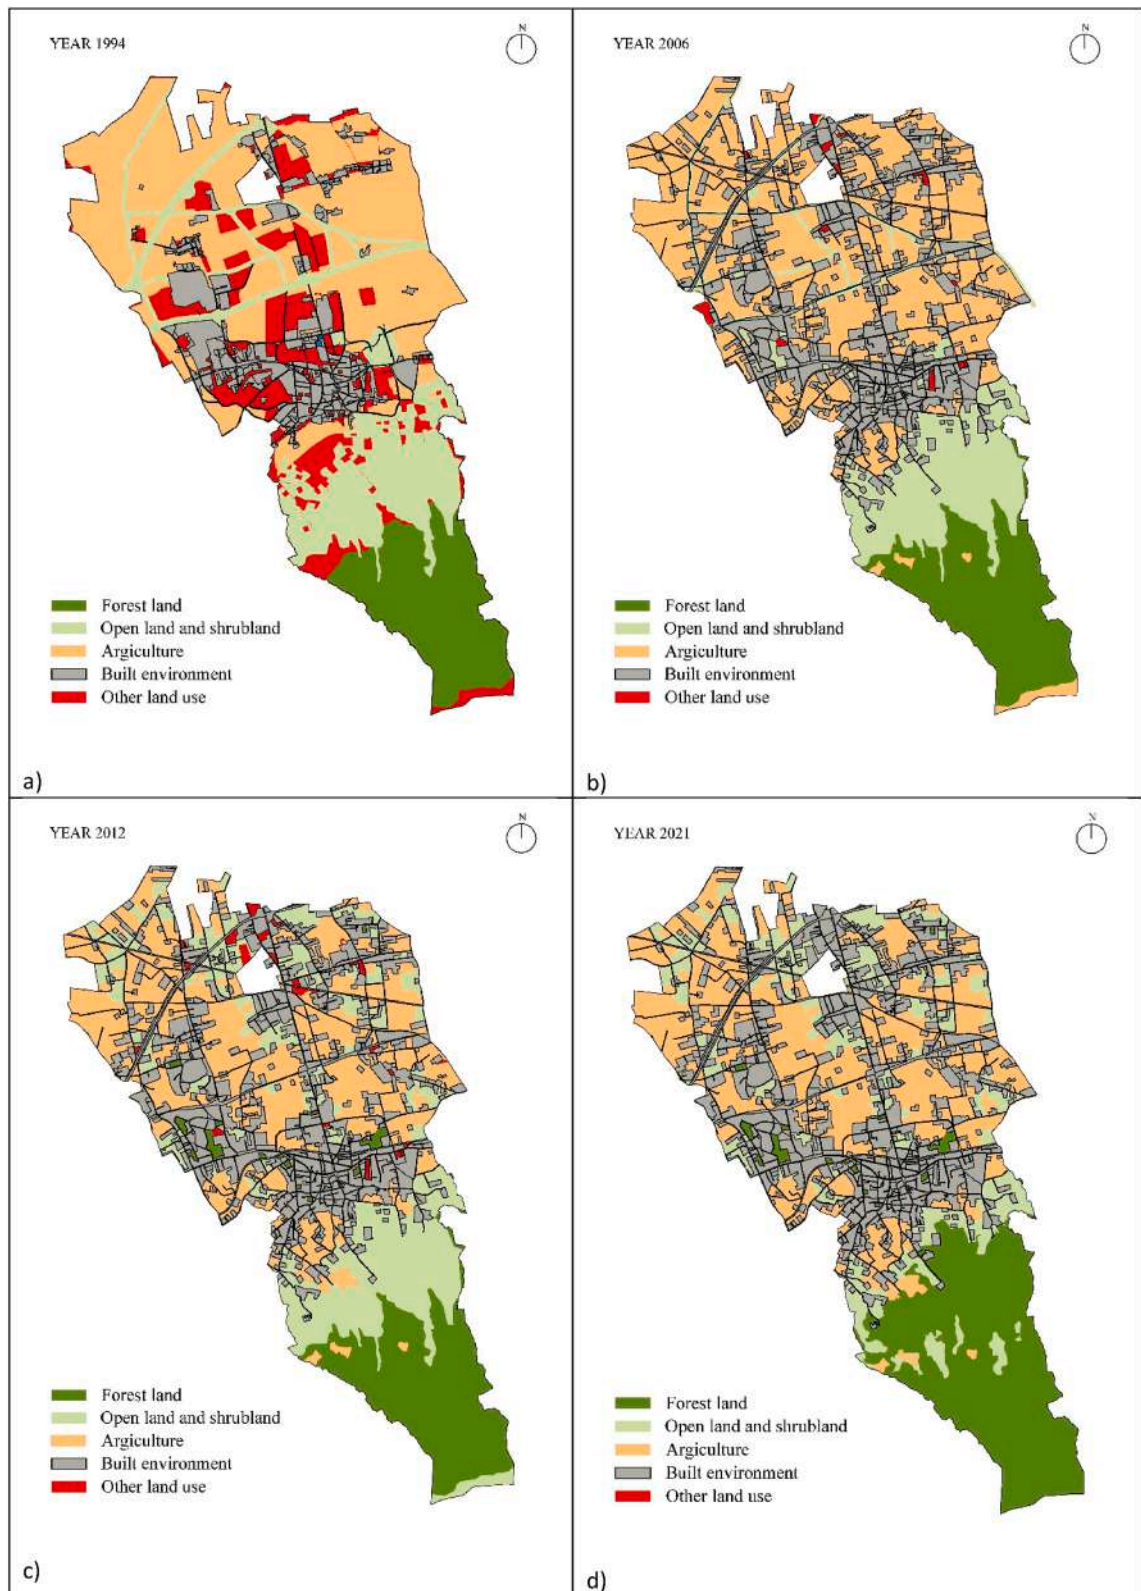 YEAR 1994
N
Forest land
Open land and shrubland
Argiculture
Built environment
Other land use
a)
YEAR 2006
N
Forest land
Open land and shrubland
Argiculture
Built environment
Other land use
b)
YEAR 2012
N
Forest land
Open land and shrubland
Argiculture
Built environment
Other land use
c)
YEAR 2021
N
Forest land
Open land and shrubland
Argiculture
Built environment
Other land use
d)